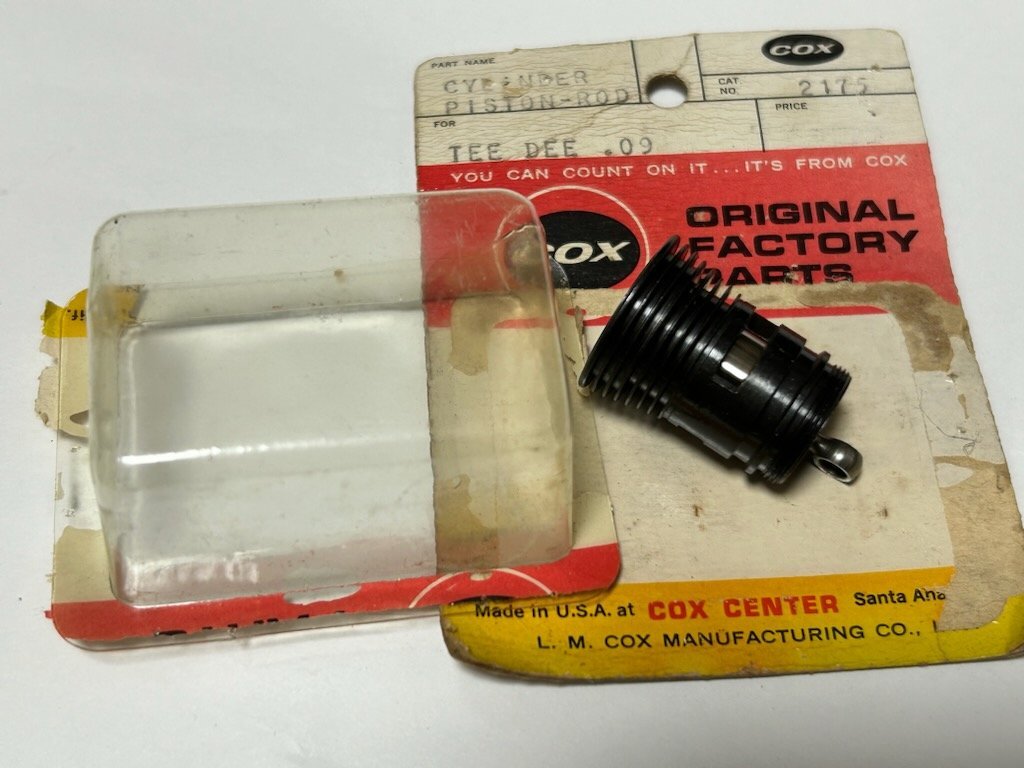 COX
PART NAME
CYLINDER
PISTON-ROD
CAT.
NO.
2175
FOR
PRICE
TEE DEE .09
YOU CAN COUNT ON IT...IT'S FROM COX
COX
ORIGINAL
FACTORY
PARTS
Made in U.S.A. at COX CENTER Santa Ana
L. M. COX MANUFACTURING CO.,